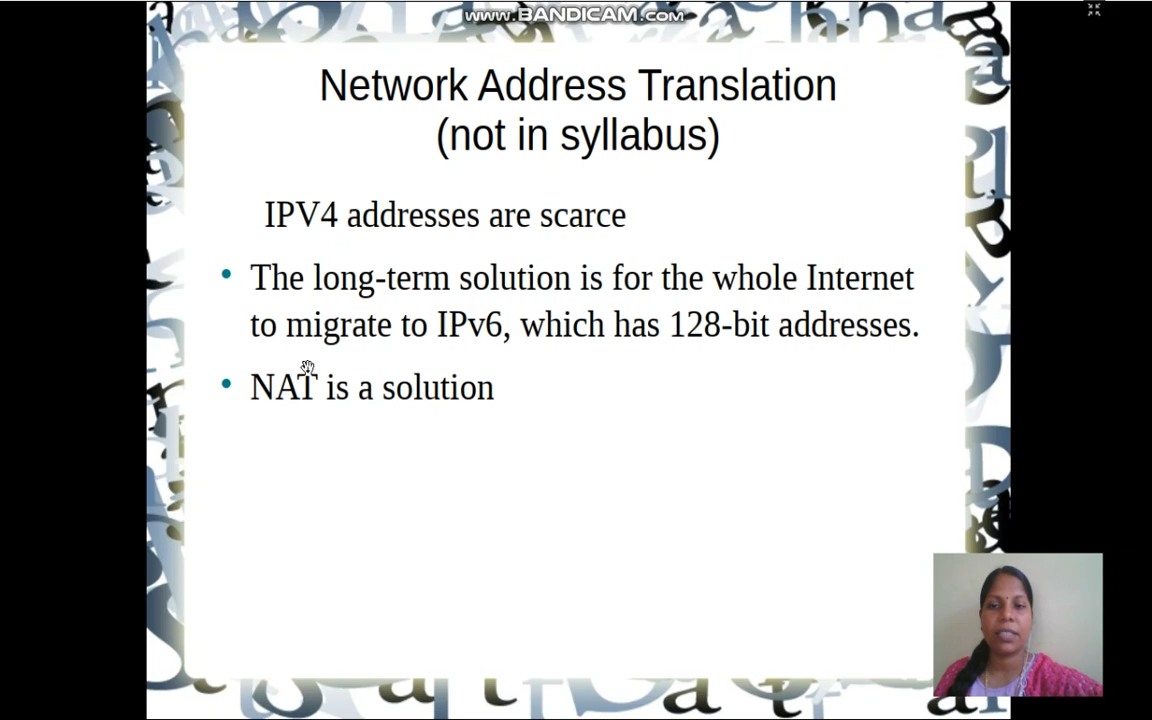 www.BANDICAM.com
Network Address Translation
(not in syllabus)
IPV4 addresses are scarce
• The long-term solution is for the whole Internet
to migrate to IPv6, which has 128-bit addresses.
• NAT is a solution